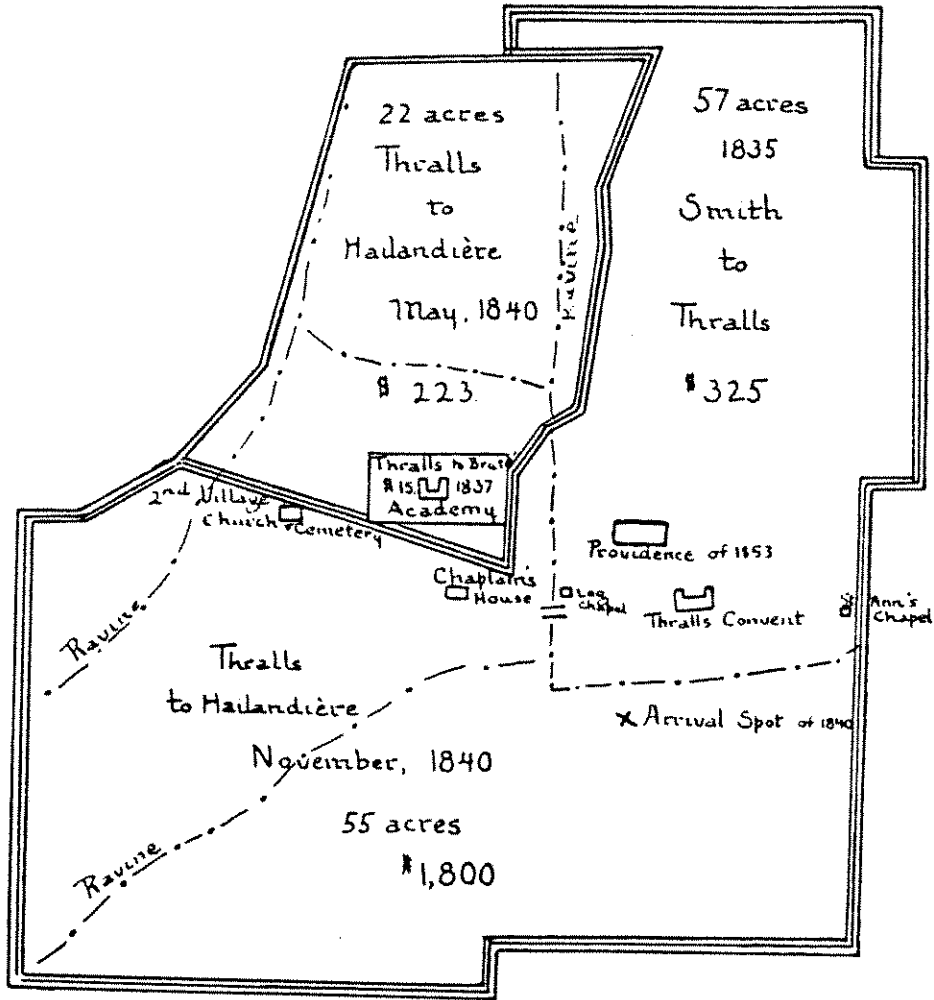 22 acres
Thralls
to
Hailandière
May, 1840
$ 223
Ravine
57 acres
1835
Smith
to
Thralls
$ 325
Thralls to Bruté
$15. 1837
Academy
2nd Village
Church + Cemetery
Chaplain's
House
Log
Chapel
Providence of 1853
Thralls Convent
Ann's
Chapel
X Arrival Spot of 1840
Ravine
Thralls
to Hailandière
November, 1840
55 acres
$1,800
Ravine